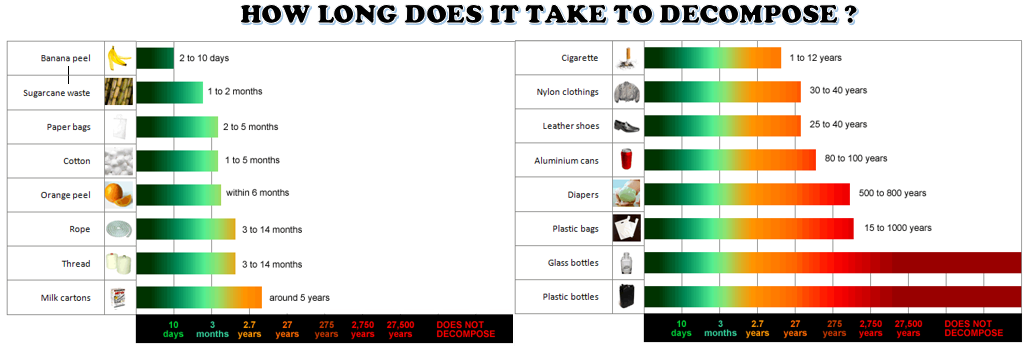 HOW LONG DOES IT TAKE TO DECOMPOSE ?
Banana peel 2 to 10 days
Sugarcane waste 1 to 2 months
Paper bags 2 to 5 months
Cotton 1 to 5 months
Orange peel within 6 months
Rope 3 to 14 months
Thread 3 to 14 months
Milk cartons around 5 years
10 days 3 months 2.7 years 27 years 275 years 2,750 years 27,500 years DOES NOT DECOMPOSE
Cigarette 1 to 12 years
Nylon clothings 30 to 40 years
Leather shoes 25 to 40 years
Aluminium cans 80 to 100 years
Diapers 500 to 800 years
Plastic bags 15 to 1000 years
Glass bottles
Plastic bottles
10 days 3 months 2.7 years 27 years 275 years 2,750 years 27,500 years DOES NOT DECOMPOSE